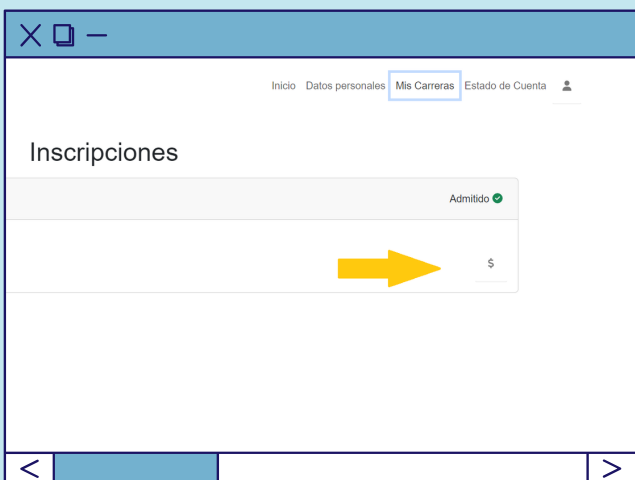 Inicio Datos personales Mis Carreras Estado de Cuenta
Inscripciones
Admitido
$